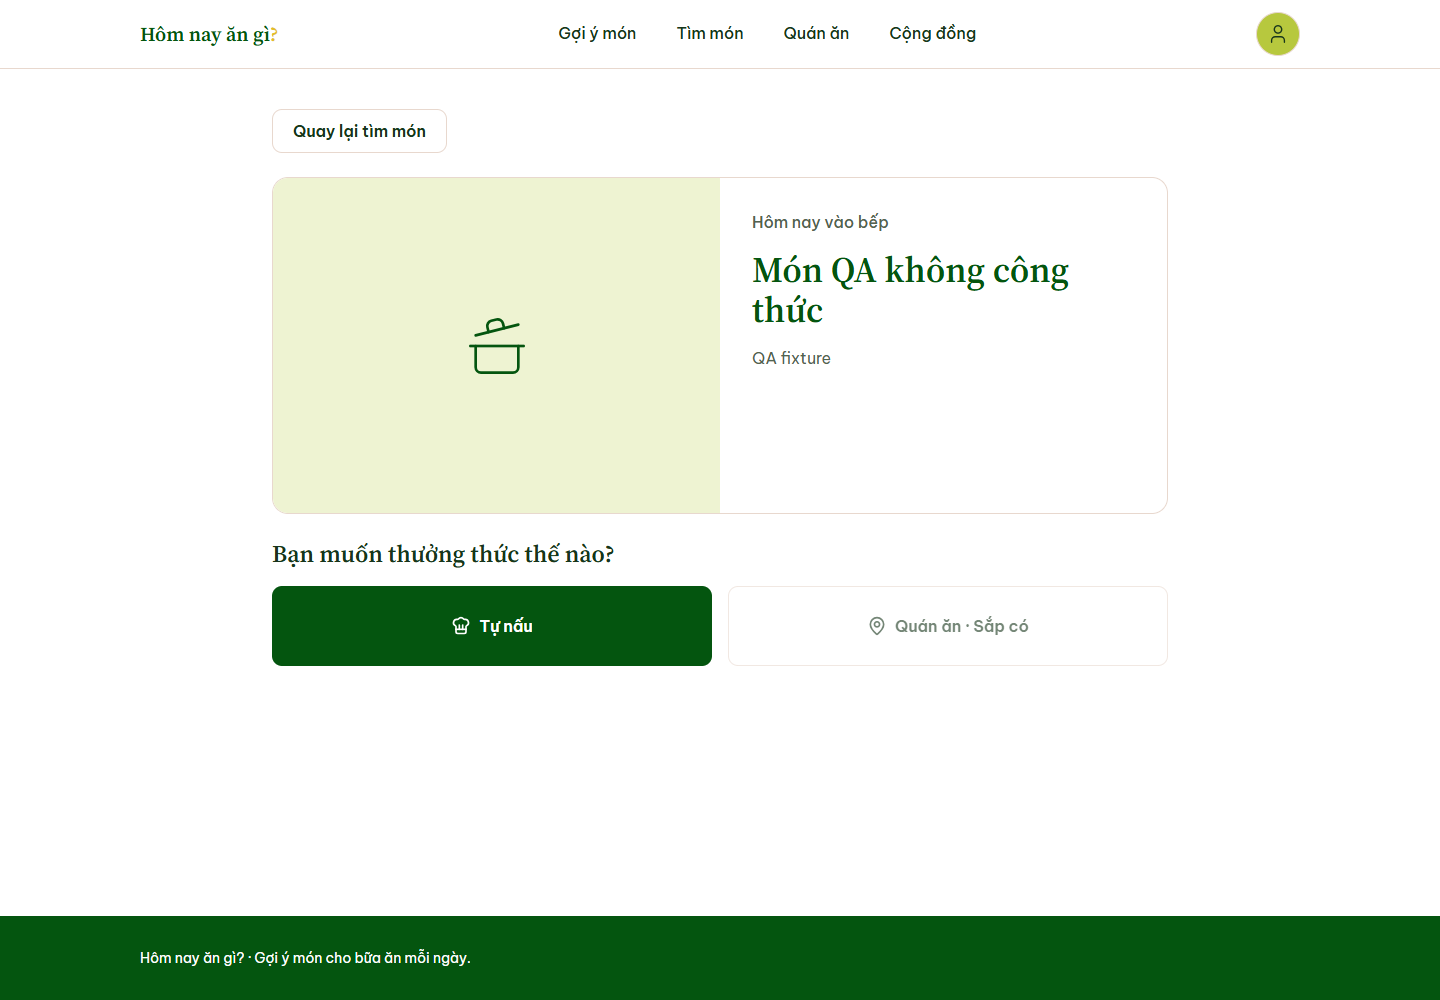 Hôm nay ăn gì?
Gợi ý món
Tìm món
Quán ăn
Cộng đồng
Quay lại tìm món
Hôm nay vào bếp
Món QA không công
thức
QA fixture
Bạn muốn thưởng thức thế nào?
Tự nấu
Quán ăn · Sắp có
Hôm nay ăn gì? · Gợi ý món cho bữa ăn mỗi ngày.